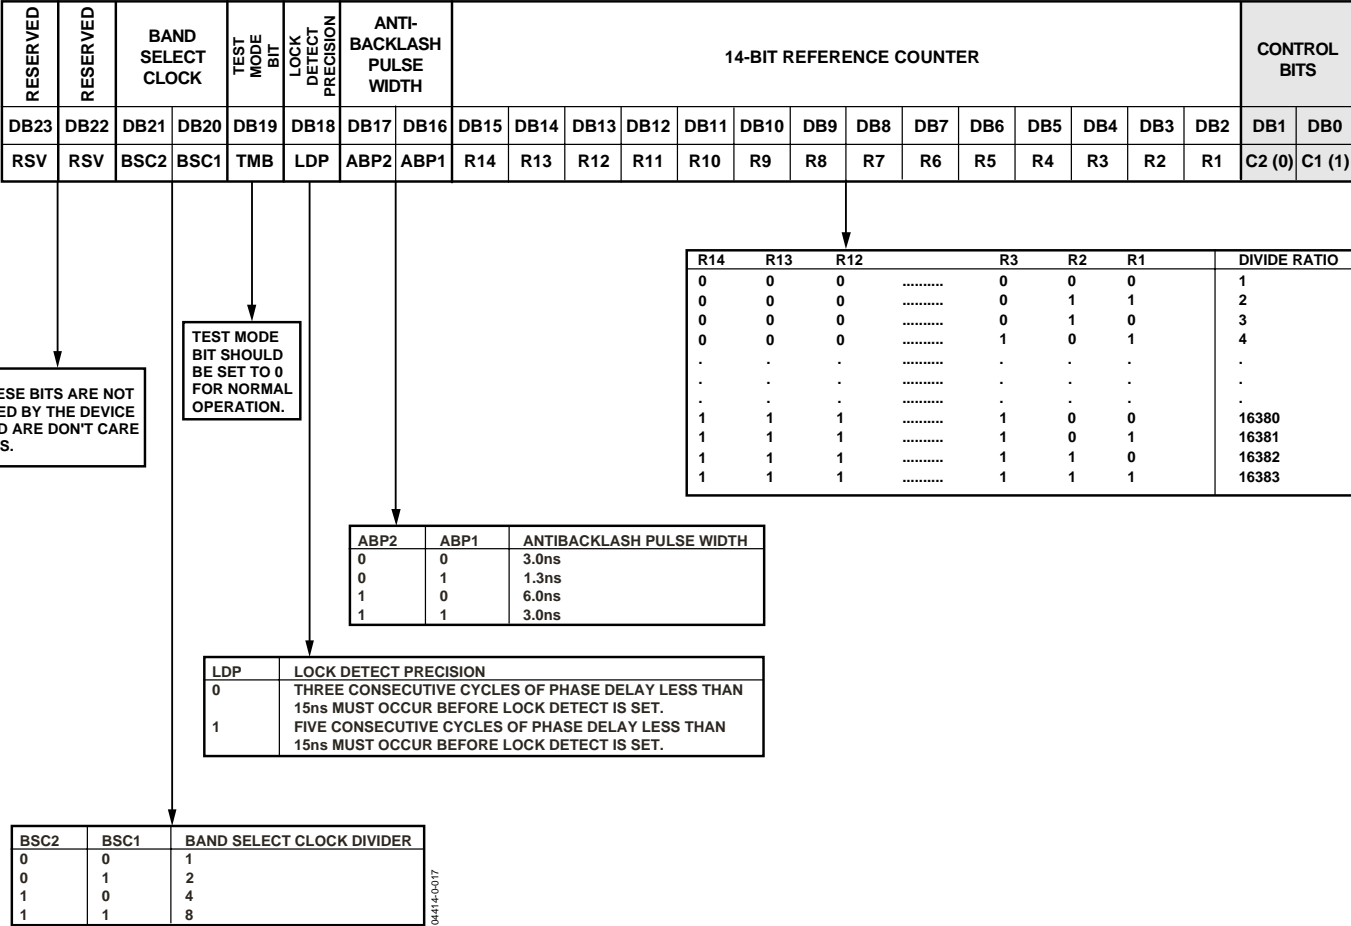 RESERVED
RESERVED
BAND
SELECT
CLOCK
TEST
MODE
BIT
LOCK
DETECT
PRECISION
ANTI-
BACKLASH
PULSE
WIDTH
14-BIT REFERENCE COUNTER
CONTROL
BITS
DB23 DB22 DB21 DB20 DB19 DB18 DB17 DB16 DB15 DB14 DB13 DB12 DB11 DB10 DB9 DB8 DB7 DB6 DB5 DB4 DB3 DB2 DB1 DB0
RSV RSV BSC2 BSC1 TMB LDP ABP2 ABP1 R14 R13 R12 R11 R10 R9 R8 R7 R6 R5 R4 R3 R2 R1 C2 (0) C1 (1)
R14 R13 R12 R3 R2 R1 DIVIDE RATIO
0 0 0 .......... 0 0 0 1
0 0 0 .......... 0 1 1 2
0 0 0 .......... 0 1 0 3
0 0 0 .......... 1 0 1 4
. . . .......... . . . .
. . . .......... . . . .
. . . .......... . . . .
1 1 1 .......... 1 0 0 16380
1 1 1 .......... 1 0 1 16381
1 1 1 .......... 1 1 0 16382
1 1 1 .......... 1 1 1 16383
TEST MODE
BIT SHOULD
BE SET TO 0
FOR NORMAL
OPERATION.
ESE BITS ARE NOT
ED BY THE DEVICE
D ARE DON'T CARE
S.
ABP2 ABP1 ANTIBACKLASH PULSE WIDTH
0 0 3.0ns
0 1 1.3ns
1 0 6.0ns
1 1 3.0ns
LDP LOCK DETECT PRECISION
0 THREE CONSECUTIVE CYCLES OF PHASE DELAY LESS THAN
15ns MUST OCCUR BEFORE LOCK DETECT IS SET.
1 FIVE CONSECUTIVE CYCLES OF PHASE DELAY LESS THAN
15ns MUST OCCUR BEFORE LOCK DETECT IS SET.
BSC2 BSC1 BAND SELECT CLOCK DIVIDER
0 0 1
0 1 2
1 0 4
1 1 8
04414-0-017